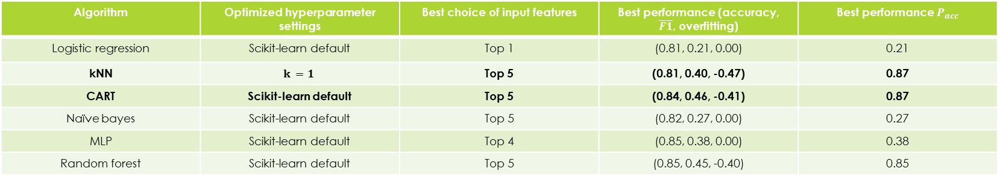 Algorithm
Optimized hyperparameter
settings
Best choice of input features
Best performance (accuracy,
F̅1̅, overfitting)
Best performance P_acc
Logistic regression Scikit-learn default Top 1 (0.81, 0.21, 0.00) 0.21
kNN k = 1 Top 5 (0.81, 0.40, -0.47) 0.87
CART Scikit-learn default Top 5 (0.84, 0.46, -0.41) 0.87
Naïve bayes Scikit-learn default Top 5 (0.82, 0.27, 0.00) 0.27
MLP Scikit-learn default Top 4 (0.85, 0.38, 0.00) 0.38
Random forest Scikit-learn default Top 5 (0.85, 0.45, -0.40) 0.85